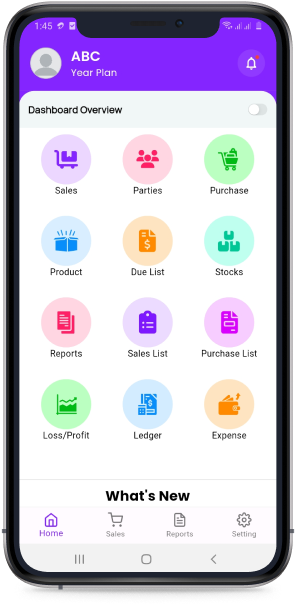 1:45
ABC
Year Plan
Dashboard Overview
Sales Parties Purchase
Product Due List Stocks
Reports Sales List Purchase List
Loss/Profit Ledger Expense
What's New
Home Sales Reports Setting